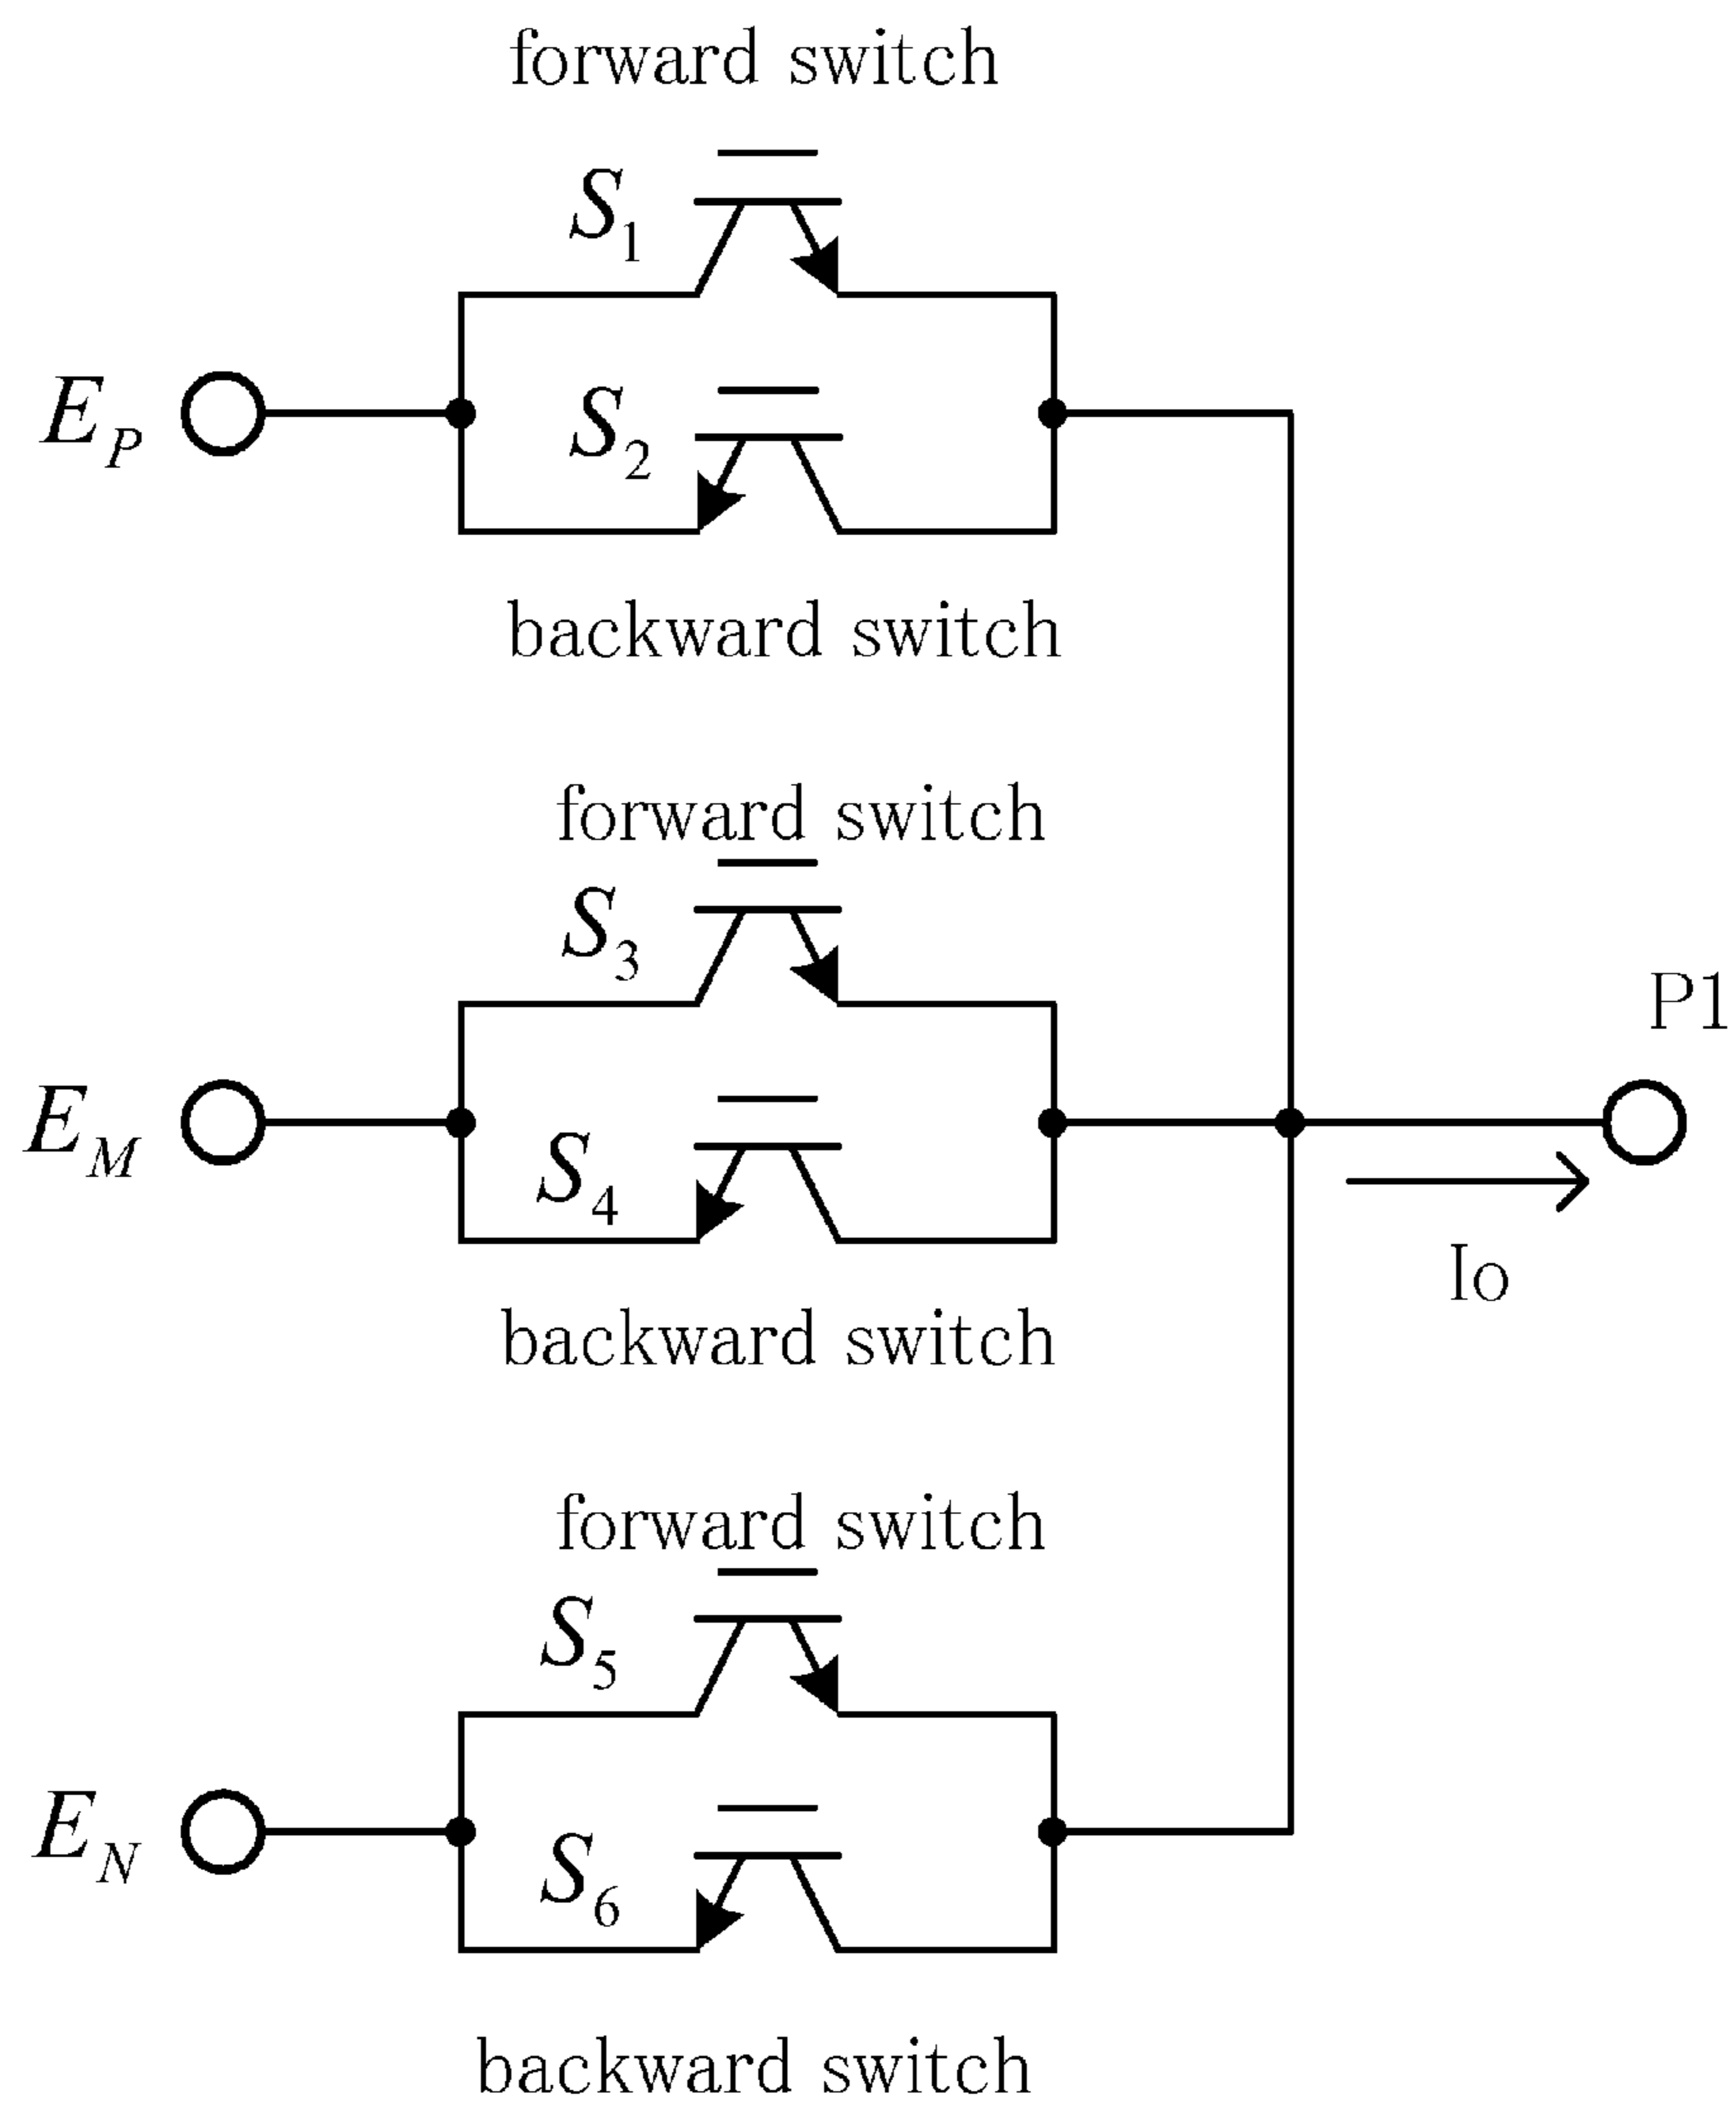 forward switch
S1
EP
S2
backward switch
forward switch
S3
P1
EM
S4
Io
backward switch
forward switch
S5
EN
S6
backward switch